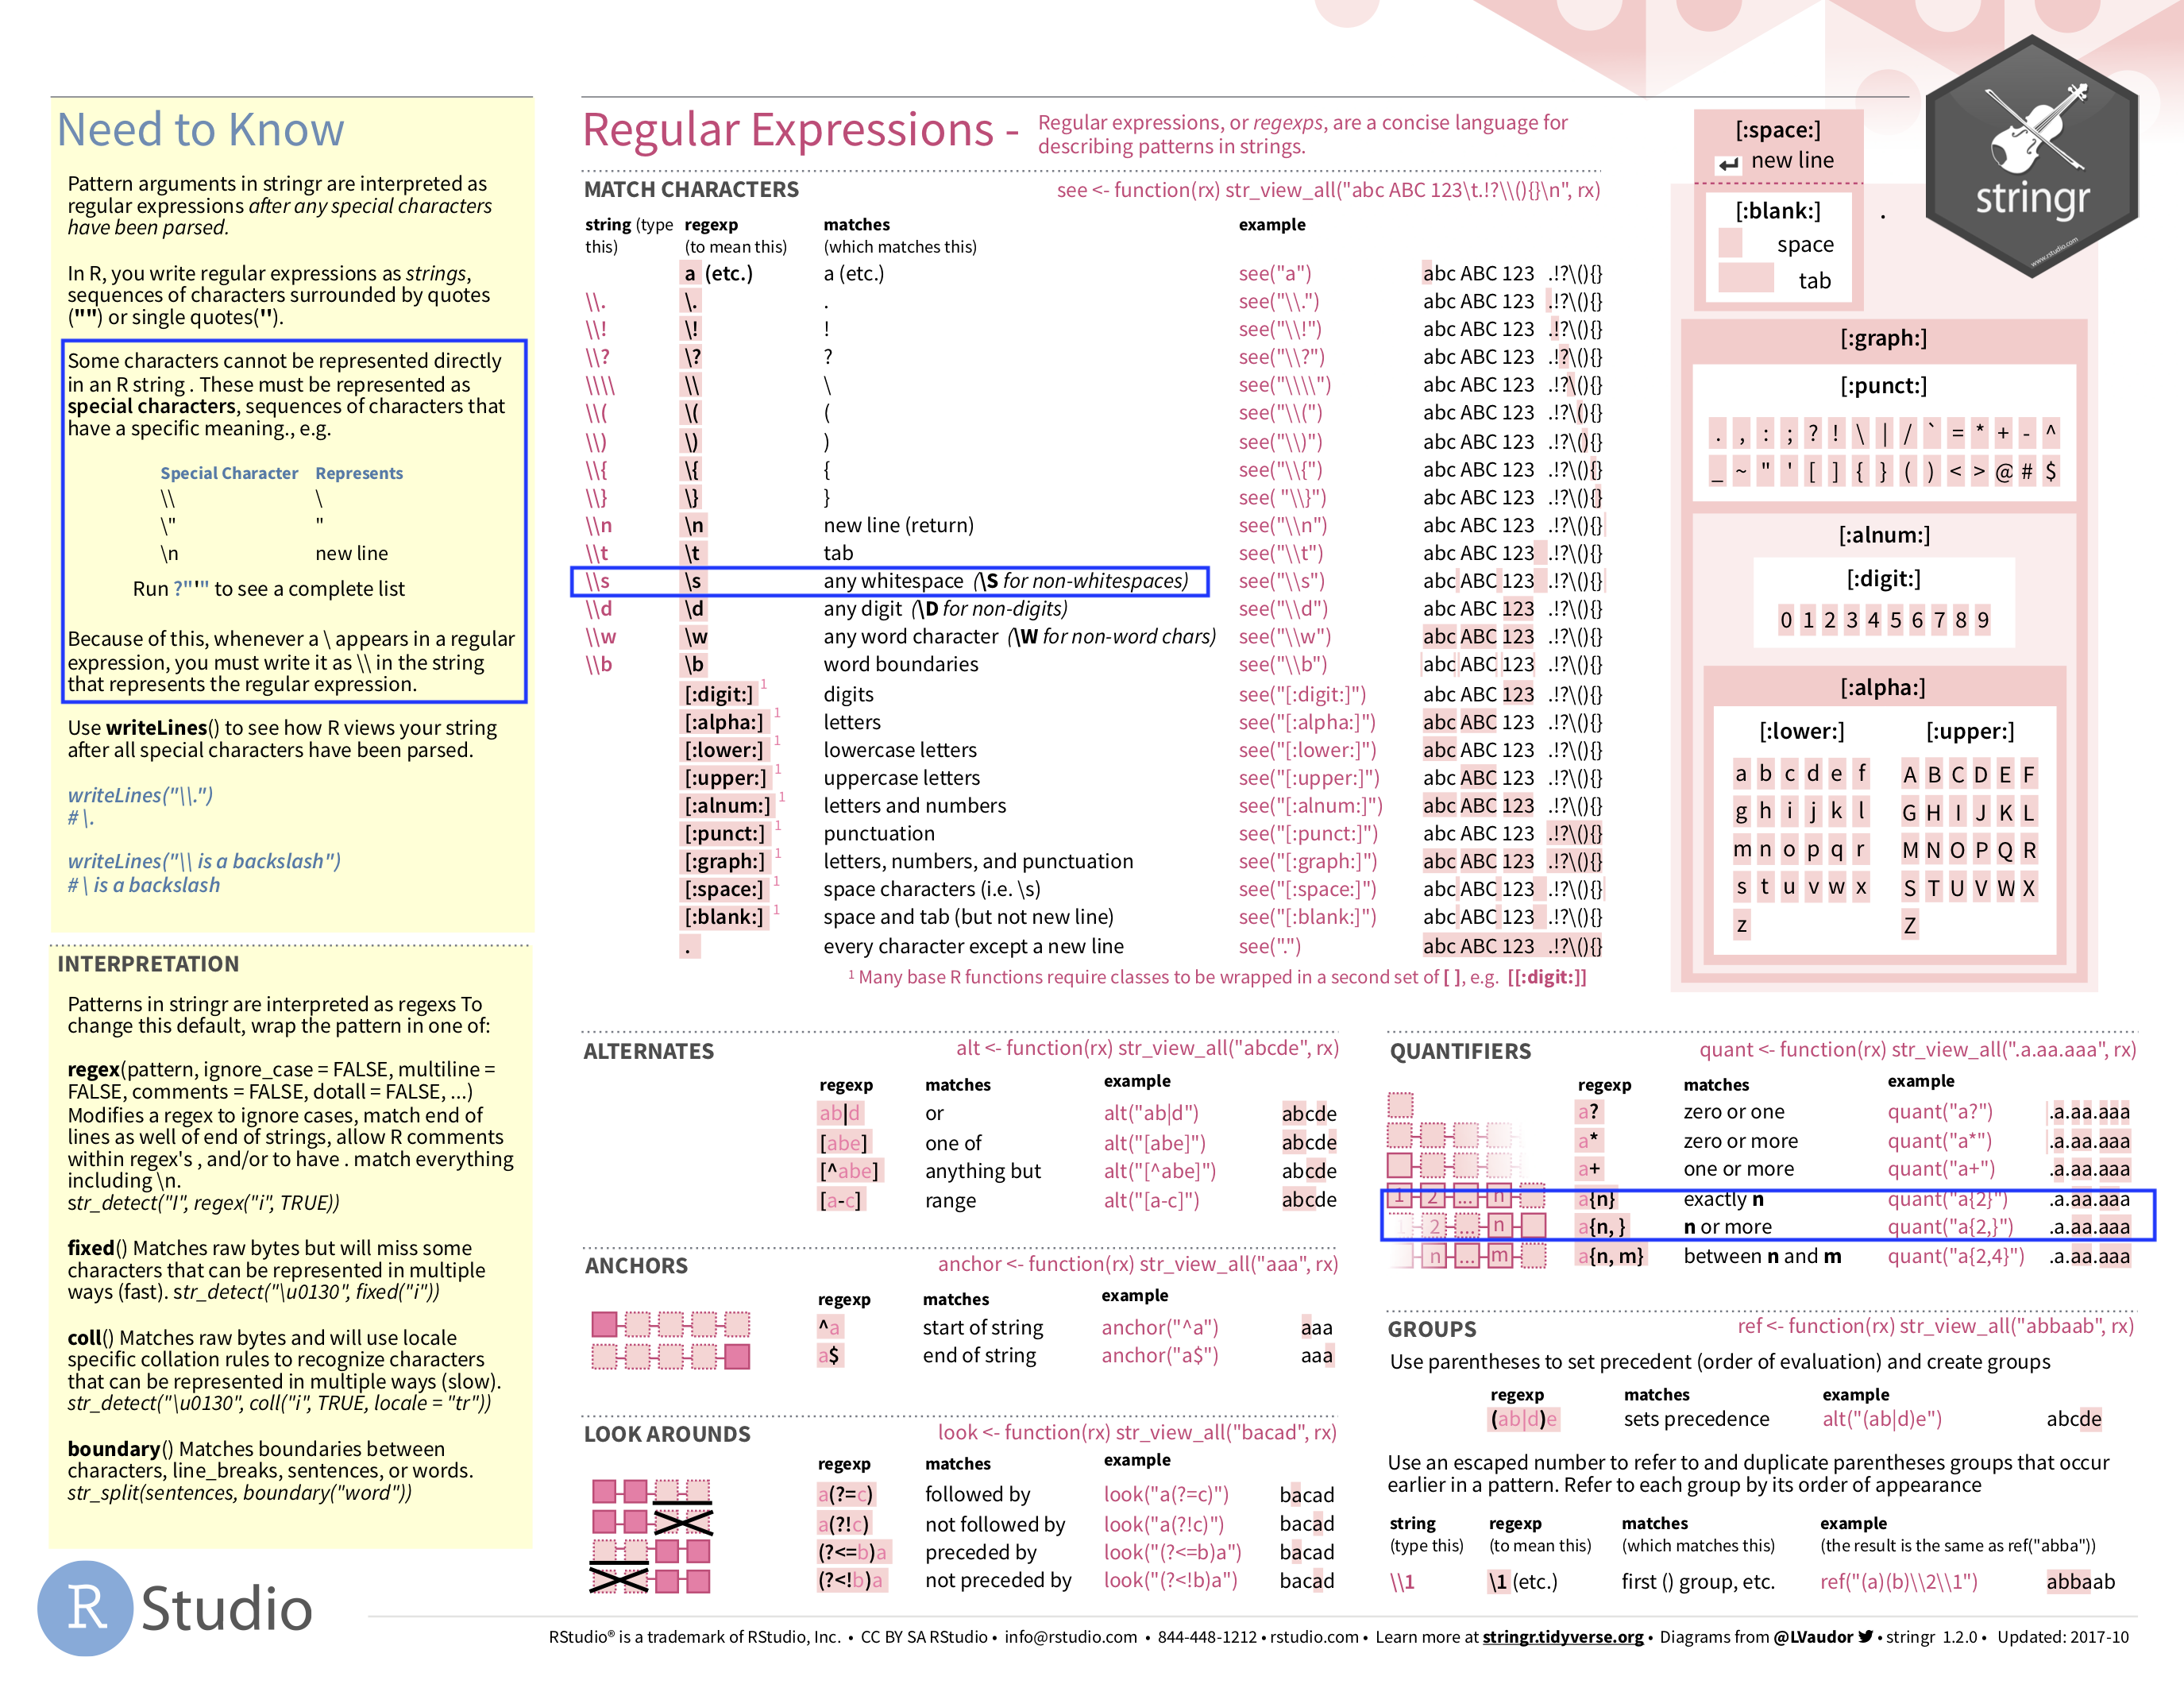 Need to Know
Pattern arguments in stringr are interpreted as
regular expressions after any special characters
have been parsed.
In R, you write regular expressions as strings,
sequences of characters surrounded by quotes
("") or single quotes('').
Some characters cannot be represented directly
in an R string . These must be represented as
special characters, sequences of characters that
have a specific meaning., e.g.
Special Character Represents
\\ \
\" "
\n new line
Run ?"'" to see a complete list
Because of this, whenever a \ appears in a regular
expression, you must write it as \\ in the string
that represents the regular expression.
Use writeLines() to see how R views your string
after all special characters have been parsed.
writeLines("\\.")
# \.
writeLines("\\ is a backslash")
# \ is a backslash
INTERPRETATION
Patterns in stringr are interpreted as regexs To
change this default, wrap the pattern in one of:
regex(pattern, ignore_case = FALSE, multiline =
FALSE, comments = FALSE, dotall = FALSE, ...)
Modifies a regex to ignore cases, match end of
lines as well of end of strings, allow R comments
within regex's , and/or to have . match everything
including \n.
str_detect("I", regex("i", TRUE))
fixed() Matches raw bytes but will miss some
characters that can be represented in multiple
ways (fast). str_detect("\u0130", fixed("i"))
coll() Matches raw bytes and will use locale
specific collation rules to recognize characters
that can be represented in multiple ways (slow).
str_detect("\u0130", coll("i", TRUE, locale = "tr"))
boundary() Matches boundaries between
characters, line_breaks, sentences, or words.
str_split(sentences, boundary("word"))
Regular Expressions -
Regular expressions, or regexps, are a concise language for
describing patterns in strings.
MATCH CHARACTERS see <- function(rx) str_view_all("abc ABC 123\t.!?\\(){}\n", rx)
string (type regexp matches example
this) (to mean this) (which matches this)
a (etc.) a (etc.) see("a") abc ABC 123 .!?\(){}
\\. \. . see("\\.") abc ABC 123 .!?\(){}
\\! \! ! see("\\!") abc ABC 123 .!?\(){}
\\? \? ? see("\\?") abc ABC 123 .!?\(){}
\\\\ \\ \ see("\\\\") abc ABC 123 .!?\(){}
\\( \( ( see("\\(") abc ABC 123 .!?\(){}
\\) \) ) see("\\)") abc ABC 123 .!?\(){}
\\{ \{ { see("\\{") abc ABC 123 .!?\(){}
\\} \} } see( "\\}") abc ABC 123 .!?\(){}
\\n \n new line (return) see("\\n") abc ABC 123 .!?\(){}
\\t \t tab see("\\t") abc ABC 123 .!?\(){}
\\s \s any whitespace (\S for non-whitespaces) see("\\s") abc ABC 123 .!?\(){}
\\d \d any digit (\D for non-digits) see("\\d") abc ABC 123 .!?\(){}
\\w \w any word character (\W for non-word chars) see("\\w") abc ABC 123 .!?\(){}
\\b \b word boundaries see("\\b") abc ABC 123 .!?\(){}
[:digit:] 1 digits see("[:digit:]") abc ABC 123 .!?\(){}
[:alpha:] 1 letters see("[:alpha:]") abc ABC 123 .!?\(){}
[:lower:] 1 lowercase letters see("[:lower:]") abc ABC 123 .!?\(){}
[:upper:] 1 uppercase letters see("[:upper:]") abc ABC 123 .!?\(){}
[:alnum:] 1 letters and numbers see("[:alnum:]") abc ABC 123 .!?\(){}
[:punct:] 1 punctuation see("[:punct:]") abc ABC 123 .!?\(){}
[:graph:] 1 letters, numbers, and punctuation see("[:graph:]") abc ABC 123 .!?\(){}
[:space:] 1 space characters (i.e. \s) see("[:space:]") abc ABC 123 .!?\(){}
[:blank:] 1 space and tab (but not new line) see("[:blank:]") abc ABC 123 .!?\(){}
. every character except a new line see(".") abc ABC 123 .!?\(){}
1 Many base R functions require classes to be wrapped in a second set of [ ], e.g. [[:digit:]]
[:space:]
new line
[:blank:] .
space
tab
stringr
www.rstudio.com
[:graph:]
[:punct:]
. , : ; ? ! \ | / ` = * + - ^
_ ~ " ' [ ] { } ( ) < > @ # $
[:alnum:]
[:digit:]
0 1 2 3 4 5 6 7 8 9
[:alpha:]
[:lower:] [:upper:]
a b c d e f A B C D E F
g h i j k l G H I J K L
m n o p q r M N O P Q R
s t u v w x S T U V W X
z Z
ALTERNATES alt <- function(rx) str_view_all("abcde", rx)
regexp matches example
ab|d or alt("ab|d") abcde
[abe] one of alt("[abe]") abcde
[^abe] anything but alt("[^abe]") abcde
[a-c] range alt("[a-c]") abcde
ANCHORS anchor <- function(rx) str_view_all("aaa", rx)
regexp matches example
^a start of string anchor("^a") aaa
a$ end of string anchor("a$") aaa
LOOK AROUNDS look <- function(rx) str_view_all("bacad", rx)
regexp matches example
a(?=c) followed by look("a(?=c)") bacad
a(?!c) not followed by look("a(?!c)") bacad
(?<=b)a preceded by look("(?<=b)a") bacad
(?<!b)a not preceded by look("(?<!b)a") bacad
QUANTIFIERS quant <- function(rx) str_view_all(".a.aa.aaa", rx)
regexp matches example
a? zero or one quant("a?") .a.aa.aaa
a* zero or more quant("a*") .a.aa.aaa
a+ one or more quant("a+") .a.aa.aaa
1 2 ... n a{n} exactly n quant("a{2}") .a.aa.aaa
2 ... n a{n, } n or more quant("a{2,}") .a.aa.aaa
n ... m a{n, m} between n and m quant("a{2,4}") .a.aa.aaa
GROUPS ref <- function(rx) str_view_all("abbaab", rx)
Use parentheses to set precedent (order of evaluation) and create groups
regexp matches example
(ab|d)e sets precedence alt("(ab|d)e") abcde
Use an escaped number to refer to and duplicate parentheses groups that occur
earlier in a pattern. Refer to each group by its order of appearance
string regexp matches example
(type this) (to mean this) (which matches this) (the result is the same as ref("abba"))
\\1 \1 (etc.) first () group, etc. ref("(a)(b)\\2\\1") abbaab
R Studio
RStudio® is a trademark of RStudio, Inc. • CC BY SA RStudio • info@rstudio.com • 844-448-1212 • rstudio.com • Learn more at stringr.tidyverse.org • Diagrams from @LVaudor • stringr 1.2.0 • Updated: 2017-10